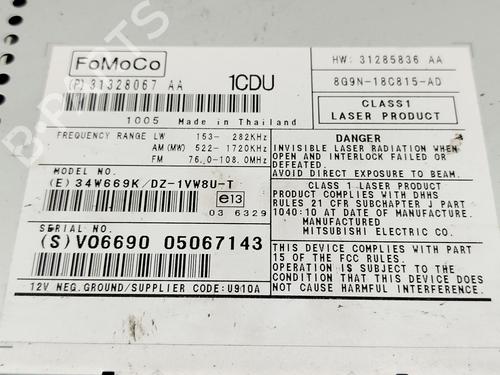 FoMoCo
(P) 31328067 AA
1CDU
1005 Made in Thailand
HW: 31285836 AA
8G9N-18C815-AD
CLASS1
LASER PRODUCT
FREQUENCY RANGE LW 153- 282KHz
AM(MW) 522- 1720KHz
FM 76.0-108.0MHz
MODEL NO.
(E) 34W669K/DZ-1VW8U-T
e13
03 6329
SERIAL NO.
(S) VO6690 05067143
12V NEG.GROUND/SUPPLIER CODE:U910A
DANGER
INVISIBLE LASER RADIATION WHEN
OPEN AND INTERLOCK FAILED OR
DEFEATED.
AVOID DIRECT EXPOSURE TO BEAM.
CLASS 1 LASER PRODUCT
PRODUCT COMPLIES WITH DHHS
RULES 21 CFR SUBCHAPTER J PART
1040:10 AT DATE OF MANUFACTURE.
MANUFACTURED
MITSUBISHI ELECTRIC CO.
THIS DEVICE COMPLIES WITH PART
15 OF THE FCC RULES.
OPERATION IS SUBJECT TO THE
CONDITION THAT THIS DEVICE DOES
NOT CAUSE HARMFUL INTERFERENCE.
B-PARTS